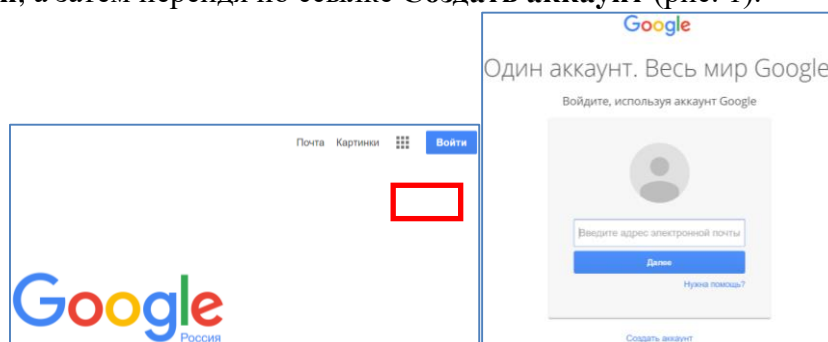 , а затем перейди по ссылке Создать аккаунт (рис. 1).
Google
Один аккаунт. Весь мир Google
Войдите, используя аккаунт Google
Почта Картинки Войти
Введите адрес электронной почты
Далее
Нужна помощь?
Google
Россия
Создать аккаунт